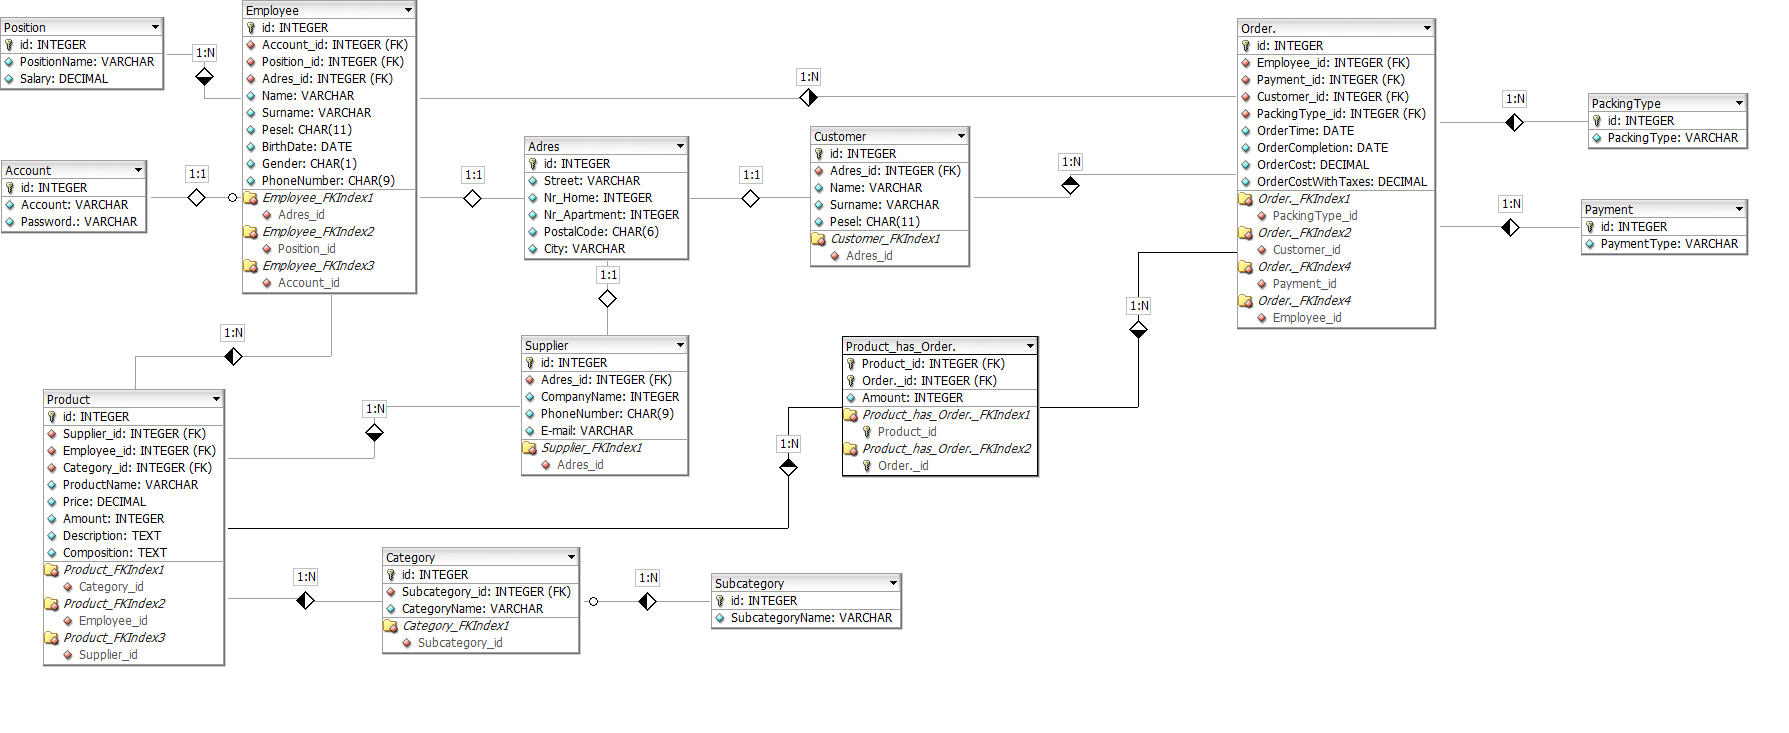 Position
id: INTEGER
PositionName: VARCHAR
Salary: DECIMAL
1:N
Account
id: INTEGER
Account: VARCHAR
Password.: VARCHAR
1:1
Employee
id: INTEGER
Account_id: INTEGER (FK)
Position_id: INTEGER (FK)
Adres_id: INTEGER (FK)
Name: VARCHAR
Surname: VARCHAR
Pesel: CHAR(11)
BirthDate: DATE
Gender: CHAR(1)
PhoneNumber: CHAR(9)
Employee_FKIndex1
Adres_id
Employee_FKIndex2
Position_id
Employee_FKIndex3
Account_id
1:N
1:1
Adres
id: INTEGER
Street: VARCHAR
Nr_Home: INTEGER
Nr_Apartment: INTEGER
PostalCode: CHAR(6)
City: VARCHAR
1:1
1:1
Customer
id: INTEGER
Adres_id: INTEGER (FK)
Name: VARCHAR
Surname: VARCHAR
Pesel: CHAR(11)
Customer_FKIndex1
Adres_id
1:N
Order.
id: INTEGER
Employee_id: INTEGER (FK)
Payment_id: INTEGER (FK)
Customer_id: INTEGER (FK)
PackingType_id: INTEGER (FK)
OrderTime: DATE
OrderCompletion: DATE
OrderCost: DECIMAL
OrderCostWithTaxes: DECIMAL
Order._FKIndex1
PackingType_id
Order._FKIndex2
Customer_id
Order._FKIndex4
Payment_id
Order._FKIndex4
Employee_id
1:N
PackingType
id: INTEGER
PackingType: VARCHAR
1:N
Payment
id: INTEGER
PaymentType: VARCHAR
1:N
1:N
Supplier
id: INTEGER
Adres_id: INTEGER (FK)
CompanyName: INTEGER
PhoneNumber: CHAR(9)
E-mail: VARCHAR
Supplier_FKIndex1
Adres_id
1:N
Product_has_Order.
Product_id: INTEGER (FK)
Order._id: INTEGER (FK)
Amount: INTEGER
Product_has_Order._FKIndex1
Product_id
Product_has_Order._FKIndex2
Order._id
1:N
Product
id: INTEGER
Supplier_id: INTEGER (FK)
Employee_id: INTEGER (FK)
Category_id: INTEGER (FK)
ProductName: VARCHAR
Price: DECIMAL
Amount: INTEGER
Description: TEXT
Composition: TEXT
Product_FKIndex1
Category_id
Product_FKIndex2
Employee_id
Product_FKIndex3
Supplier_id
1:N
Category
id: INTEGER
Subcategory_id: INTEGER (FK)
CategoryName: VARCHAR
Category_FKIndex1
Subcategory_id
1:N
Subcategory
id: INTEGER
SubcategoryName: VARCHAR